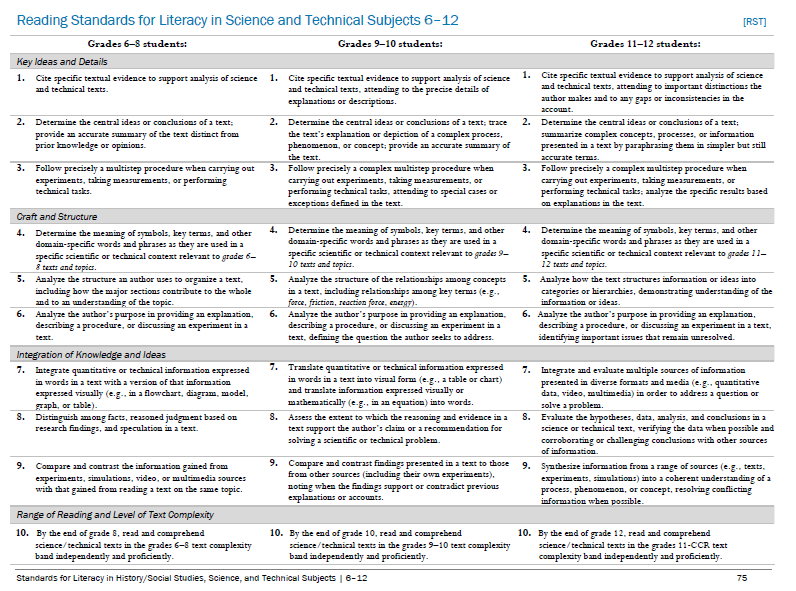 Reading Standards for Literacy in Science and Technical Subjects 6–12
[RST]
Grades 6–8 students:
Grades 9–10 students:
Grades 11–12 students:
Key Ideas and Details
1. Cite specific textual evidence to support analysis of science
and technical texts.
1. Cite specific textual evidence to support analysis of science
and technical texts, attending to the precise details of
explanations or descriptions.
1. Cite specific textual evidence to support analysis of science
and technical texts, attending to important distinctions the
author makes and to any gaps or inconsistencies in the
account.
2. Determine the central ideas or conclusions of a text;
provide an accurate summary of the text distinct from
prior knowledge or opinions.
2. Determine the central ideas or conclusions of a text; trace
the text's explanation or depiction of a complex process,
phenomenon, or concept; provide an accurate summary of
the text.
2. Determine the central ideas or conclusions of a text;
summarize complex concepts, processes, or information
presented in a text by paraphrasing them in simpler but still
accurate terms.
3. Follow precisely a multistep procedure when carrying out
experiments, taking measurements, or performing
technical tasks.
3. Follow precisely a complex multistep procedure when
carrying out experiments, taking measurements, or
performing technical tasks, attending to special cases or
exceptions defined in the text.
3. Follow precisely a complex multistep procedure when
carrying out experiments, taking measurements, or
performing technical tasks; analyze the specific results based
on explanations in the text.
Craft and Structure
4. Determine the meaning of symbols, key terms, and other
domain-specific words and phrases as they are used in a
specific scientific or technical context relevant to grades 6–
8 texts and topics.
4. Determine the meaning of symbols, key terms, and other
domain-specific words and phrases as they are used in a
specific scientific or technical context relevant to grades 9–
10 texts and topics.
4. Determine the meaning of symbols, key terms, and other
domain-specific words and phrases as they are used in a
specific scientific or technical context relevant to grades 11–
12 texts and topics.
5. Analyze the structure an author uses to organize a text,
including how the major sections contribute to the whole
and to an understanding of the topic.
5. Analyze the structure of the relationships among concepts
in a text, including relationships among key terms (e.g.,
force, friction, reaction force, energy).
5. Analyze how the text structures information or ideas into
categories or hierarchies, demonstrating understanding of the
information or ideas.
6. Analyze the author's purpose in providing an explanation,
describing a procedure, or discussing an experiment in a
text.
6. Analyze the author's purpose in providing an explanation,
describing a procedure, or discussing an experiment in a
text, defining the question the author seeks to address.
6. Analyze the author's purpose in providing an explanation,
describing a procedure, or discussing an experiment in a text,
identifying important issues that remain unresolved.
Integration of Knowledge and Ideas
7. Integrate quantitative or technical information expressed
in words in a text with a version of that information
expressed visually (e.g., in a flowchart, diagram, model,
graph, or table).
7. Translate quantitative or technical information expressed
in words in a text into visual form (e.g., a table or chart)
and translate information expressed visually or
mathematically (e.g., in an equation) into words.
7. Integrate and evaluate multiple sources of information
presented in diverse formats and media (e.g., quantitative
data, video, multimedia) in order to address a question or
solve a problem.
8. Distinguish among facts, reasoned judgment based on
research findings, and speculation in a text.
8. Assess the extent to which the reasoning and evidence in a
text support the author's claim or a recommendation for
solving a scientific or technical problem.
8. Evaluate the hypotheses, data, analysis, and conclusions in a
science or technical text, verifying the data when possible and
corroborating or challenging conclusions with other sources
of information.
9. Compare and contrast the information gained from
experiments, simulations, video, or multimedia sources
with that gained from reading a text on the same topic.
9. Compare and contrast findings presented in a text to those
from other sources (including their own experiments),
noting when the findings support or contradict previous
explanations or accounts.
9. Synthesize information from a range of sources (e.g., texts,
experiments, simulations) into a coherent understanding of a
process, phenomenon, or concept, resolving conflicting
information when possible.
Range of Reading and Level of Text Complexity
10. By the end of grade 8, read and comprehend
science/technical texts in the grades 6–8 text complexity
band independently and proficiently.
10. By the end of grade 10, read and comprehend
science/technical texts in the grades 9–10 text complexity
band independently and proficiently.
10. By the end of grade 12, read and comprehend
science/technical texts in the grades 11-CCR text
complexity band independently and proficiently.
Standards for Literacy in History/Social Studies, Science, and Technical Subjects | 6–12
75